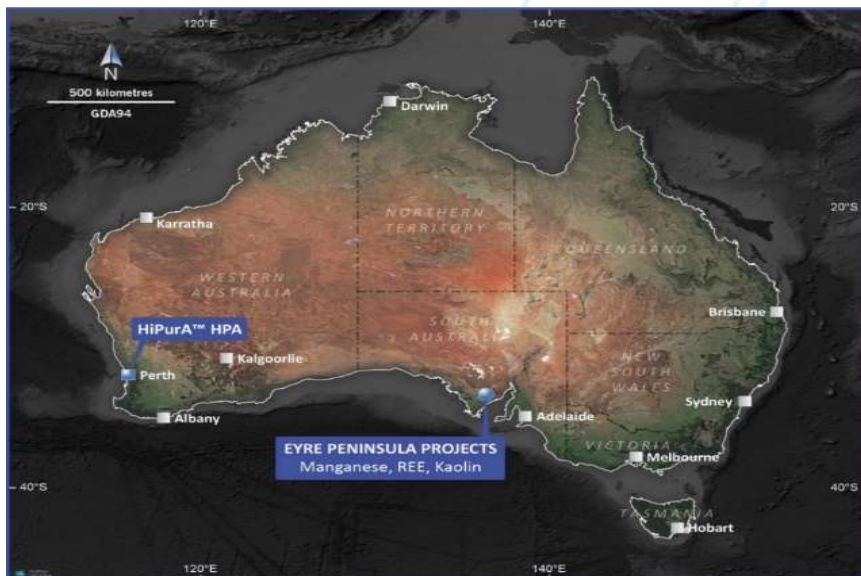 120°E
140°E
N
500 kilometres
GDA94
Darwin
20°S
20°S
Karratha
NORTHERN
TERRITORY
QUEENSLAND
WESTERN
AUSTRALIA
Brisbane
HiPurA™ HPA
SOUTH
AUSTRALIA
Kalgoorlie
NEW
SOUTH
WALES
Perth
Sydney
Albany
Adelaide
EYRE PENINSULA PROJECTS
Manganese, REE, Kaolin
VICTORIA
Melbourne
40°S
40°S
TASMANIA
Hobart
120°E
140°E